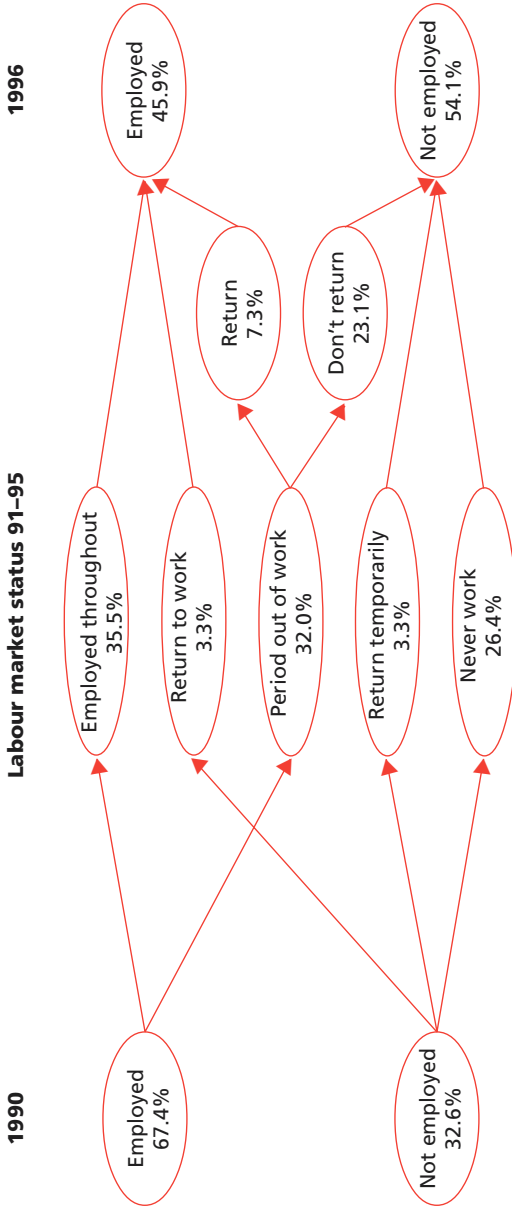 1990
Labour market status 91–95
1996
Employed
67.4%
Not employed
32.6%
Employed throughout
35.5%
Return to work
3.3%
Period out of work
32.0%
Return temporarily
3.3%
Never work
26.4%
Return
7.3%
Don't return
23.1%
Employed
45.9%
Not employed
54.1%